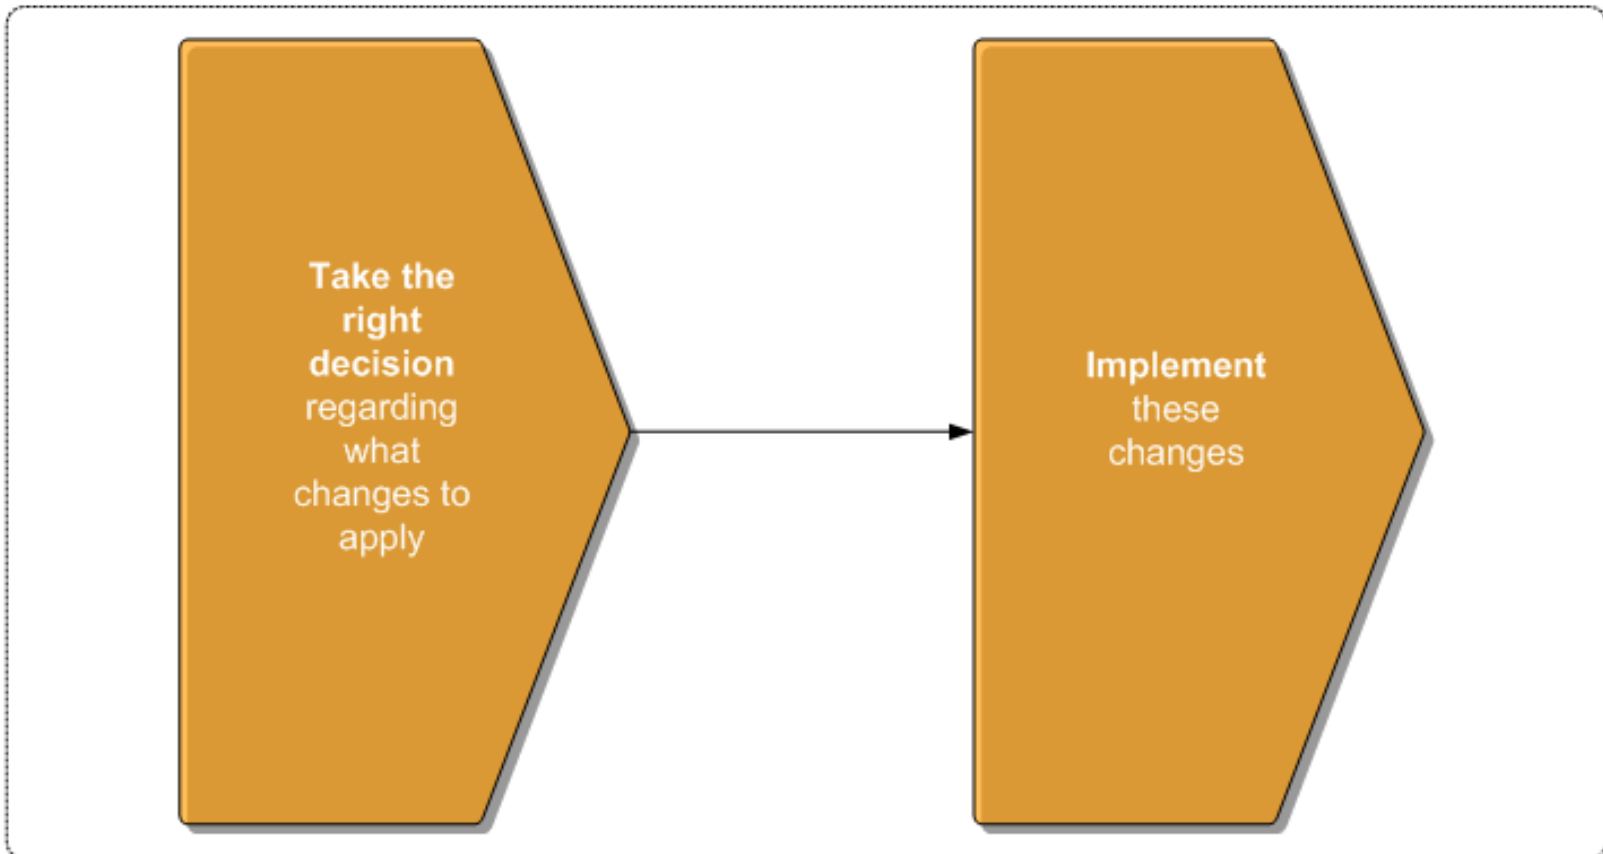 Take the
right
decision
regarding
what
changes to
apply
Implement
these
changes